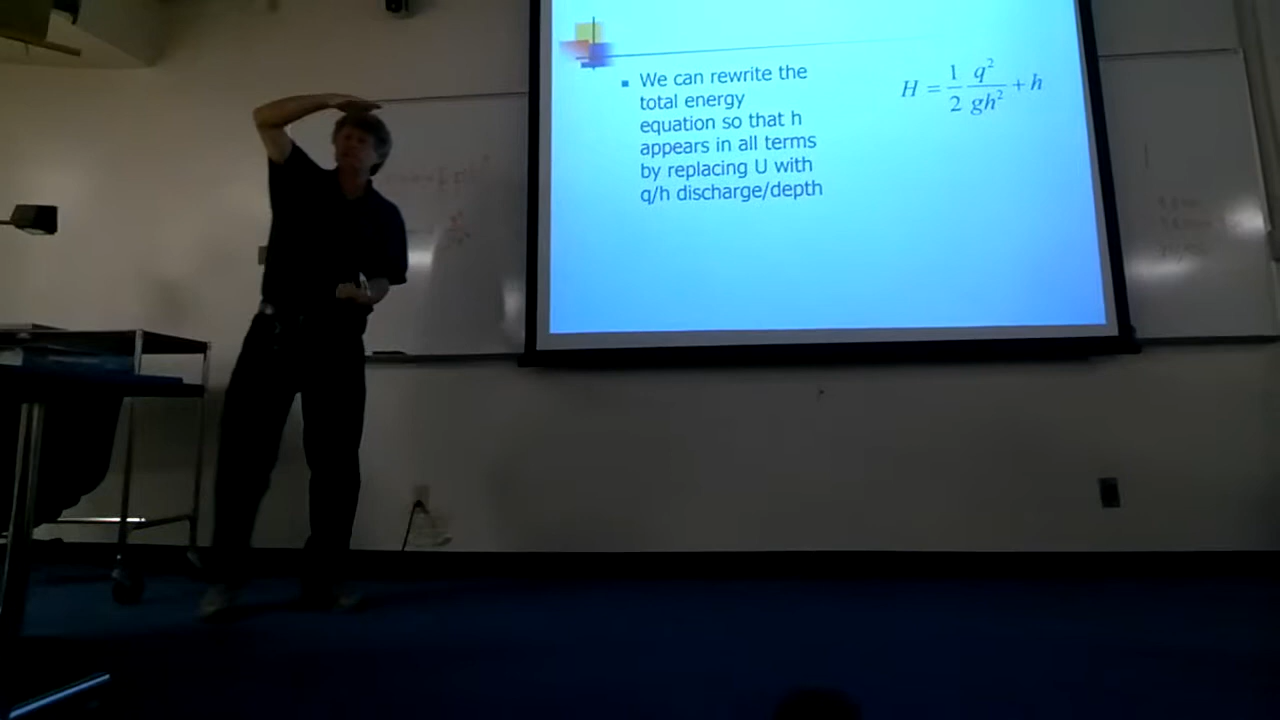 We can rewrite the
total energy
equation so that h
appears in all terms
by replacing U with
q/h discharge/depth
H = 1/2 q²/gh² + h